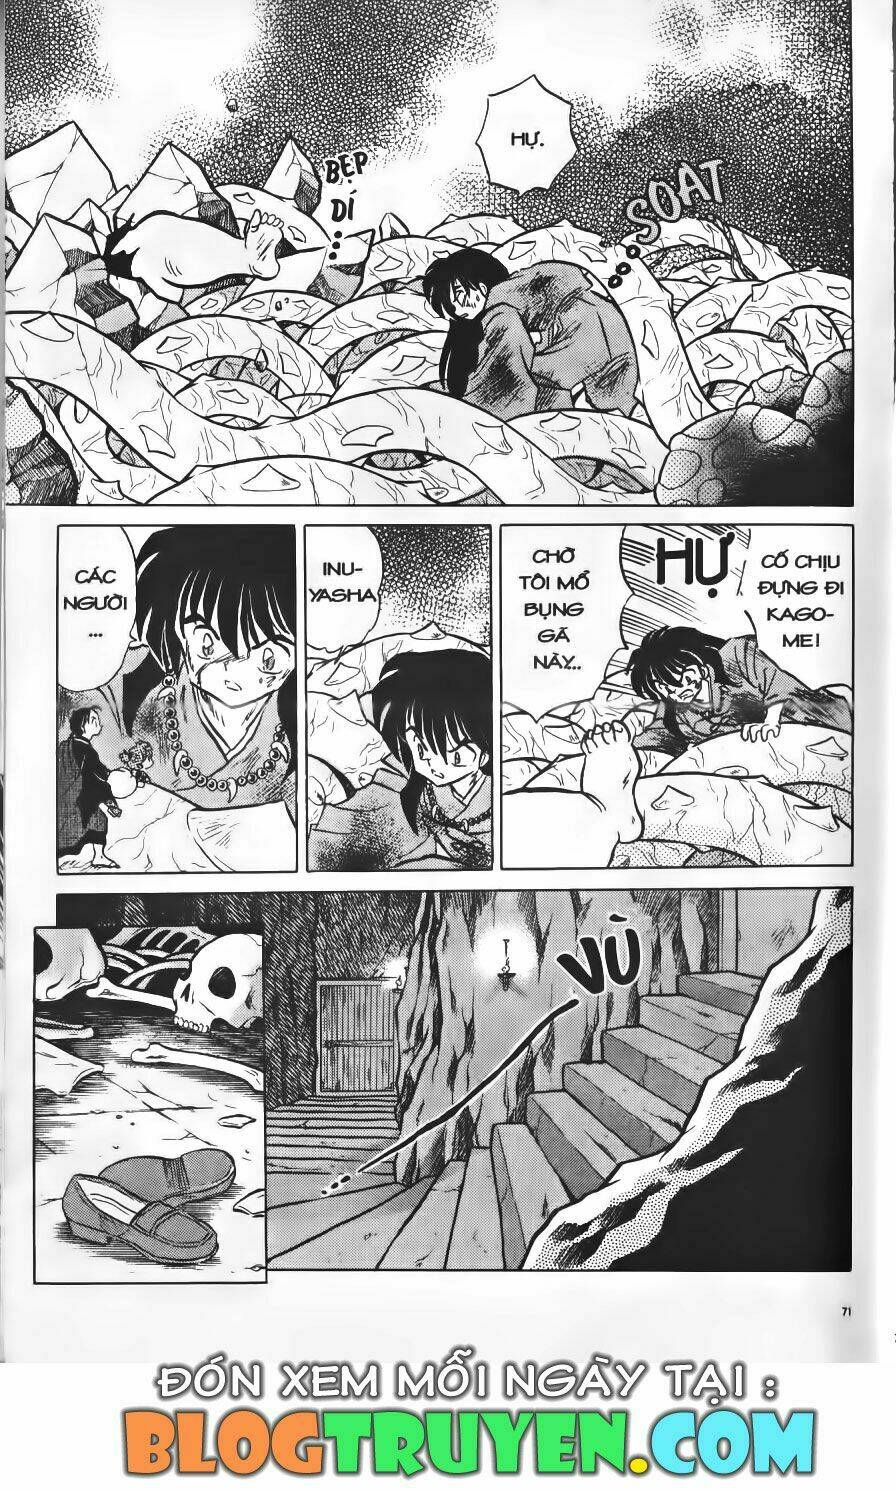 HỰ.
SOẠT
BẸP
DÍ
CỐ CHỊU
ĐỰNG ĐI
KAGO-
ME!
HỰ
CHỜ
TÔI MỔ
BỤNG
GÃ
NÀY...
INU-
YASHA
CÁC
NGƯỜI
...
VÙ
71
ĐÓN XEM MỖI NGÀY TẠI :
BLOGTRUYEN.COM